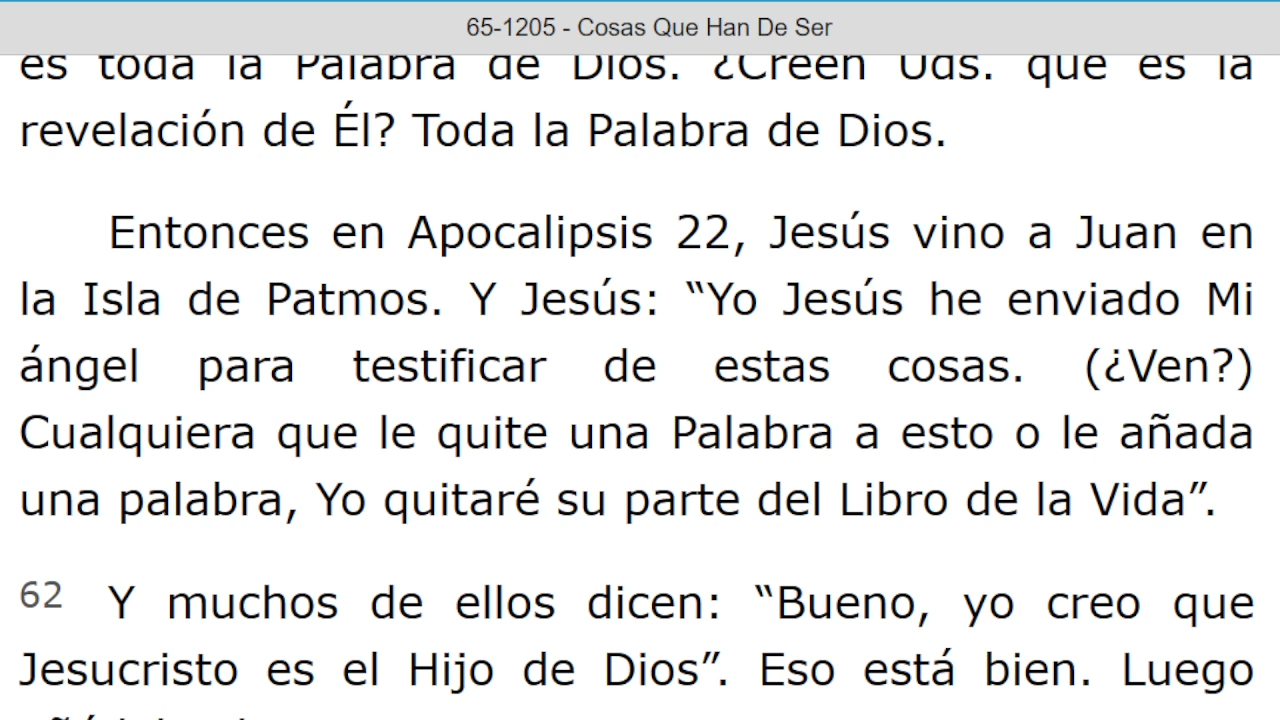 65-1205 - Cosas Que Han De Ser
es toda la Palabra de Dios. ¿Creen Uds. que es la
revelación de Él? Toda la Palabra de Dios.
Entonces en Apocalipsis 22, Jesús vino a Juan en
la Isla de Patmos. Y Jesús: “Yo Jesús he enviado Mi
ángel para testificar de estas cosas. (¿Ven?)
Cualquiera que le quite una Palabra a esto o le añada
una palabra, Yo quitaré su parte del Libro de la Vida”.
62 Y muchos de ellos dicen: “Bueno, yo creo que
Jesucristo es el Hijo de Dios”. Eso está bien. Luego